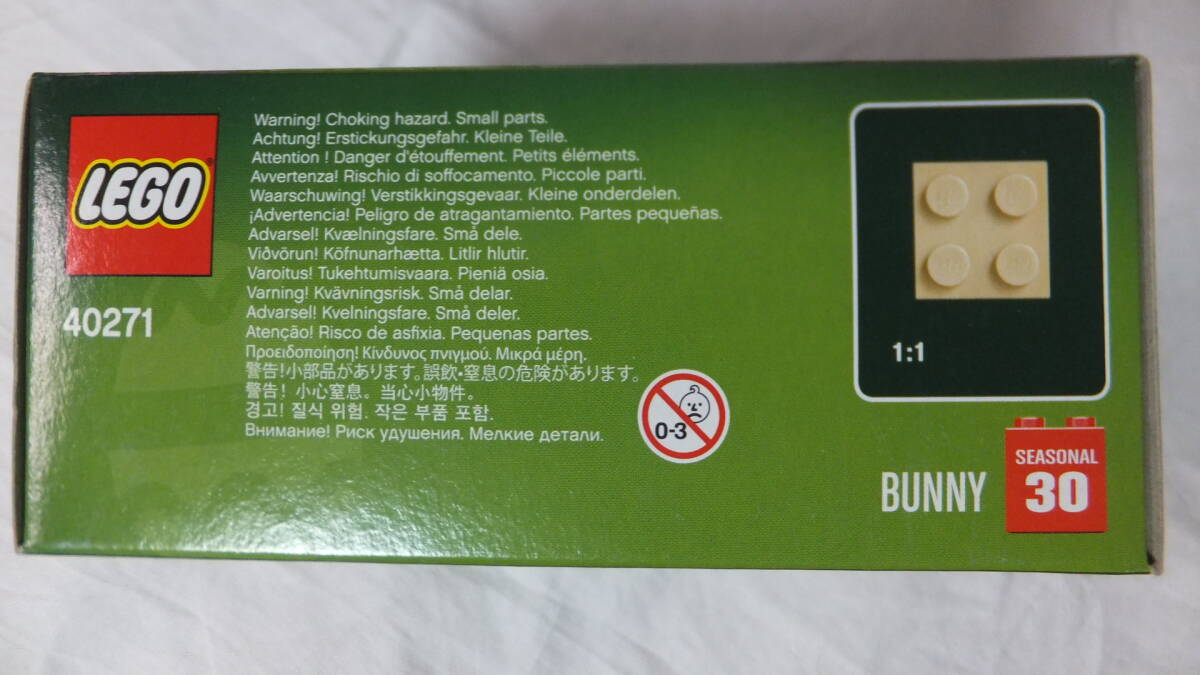 LEGO
®
40271
Warning! Choking hazard. Small parts.
Achtung! Erstickungsgefahr. Kleine Teile.
Attention ! Danger d'étouffement. Petits éléments.
Avvertenza! Rischio di soffocamento. Piccole parti.
Waarschuwing! Verstikkingsgevaar. Kleine onderdelen.
¡Advertencia! Peligro de atragantamiento. Partes pequeñas.
Advarsel! Kvælningsfare. Små dele.
Viðvörun! Köfnunarhætta. Litlir hlutir.
Varoitus! Tukehtumisvaara. Pieniä osia.
Varning! Kvävningsrisk. Små delar.
Advarsel! Kvelningsfare. Små deler.
Atenção! Risco de asfixia. Pequenas partes.
Προειδοποίηση! Κίνδυνος πνιγμού. Μικρά μέρη.
警告!小部品があります。誤飲・窒息の危険があります。
警告！小心窒息。当心小物件。
경고! 질식 위험. 작은 부품 포함.
Внимание! Риск удушения. Мелкие детали.
0-3
1:1
BUNNY
SEASONAL
30